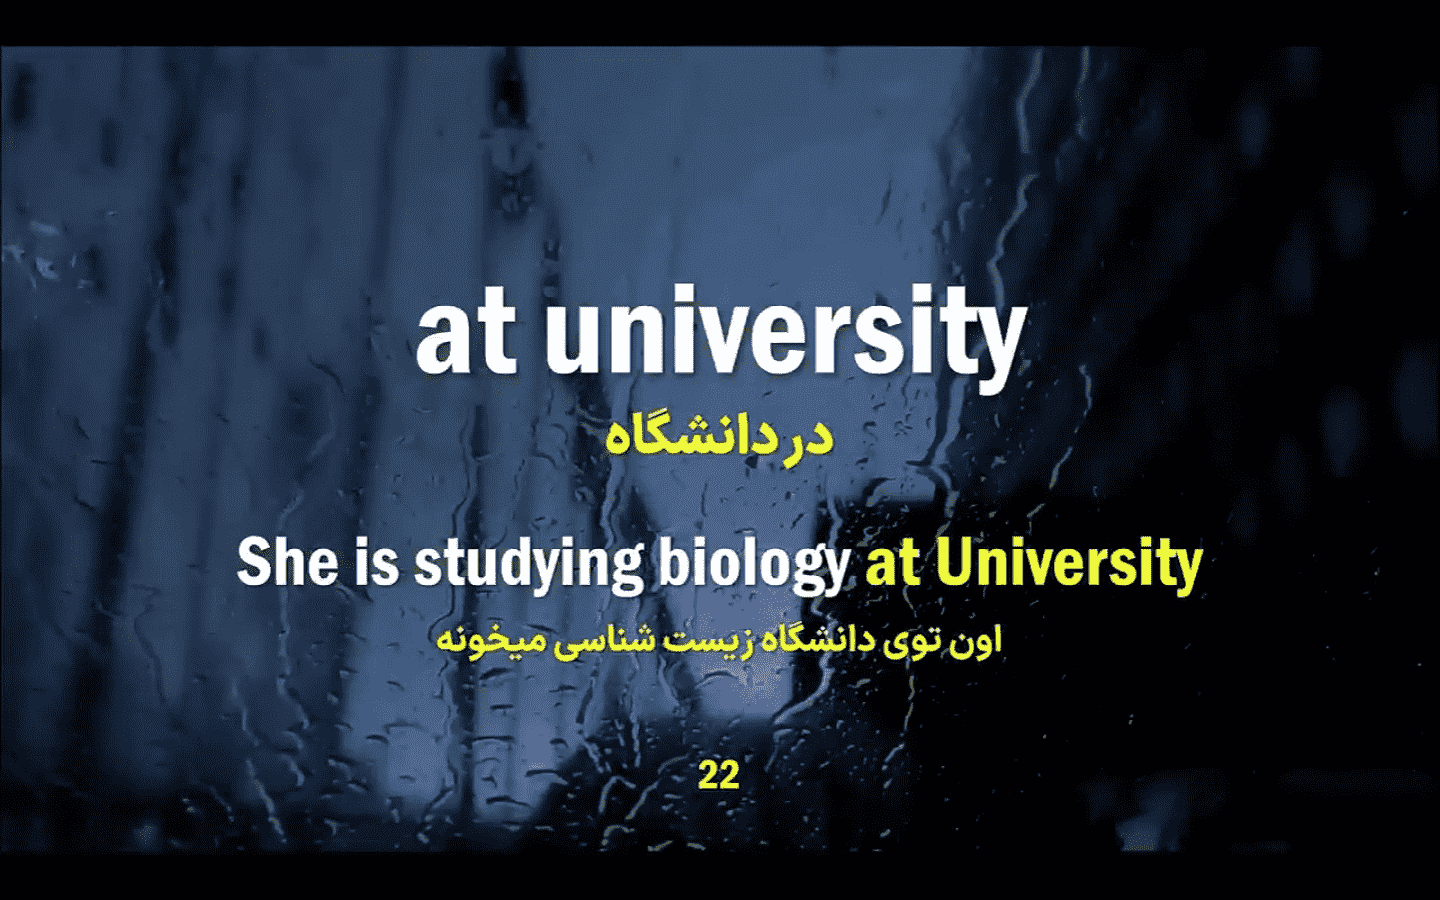 at university
در دانشگاه
She is studying biology at University
اون توی دانشگاه زیست شناسی میخونه
22